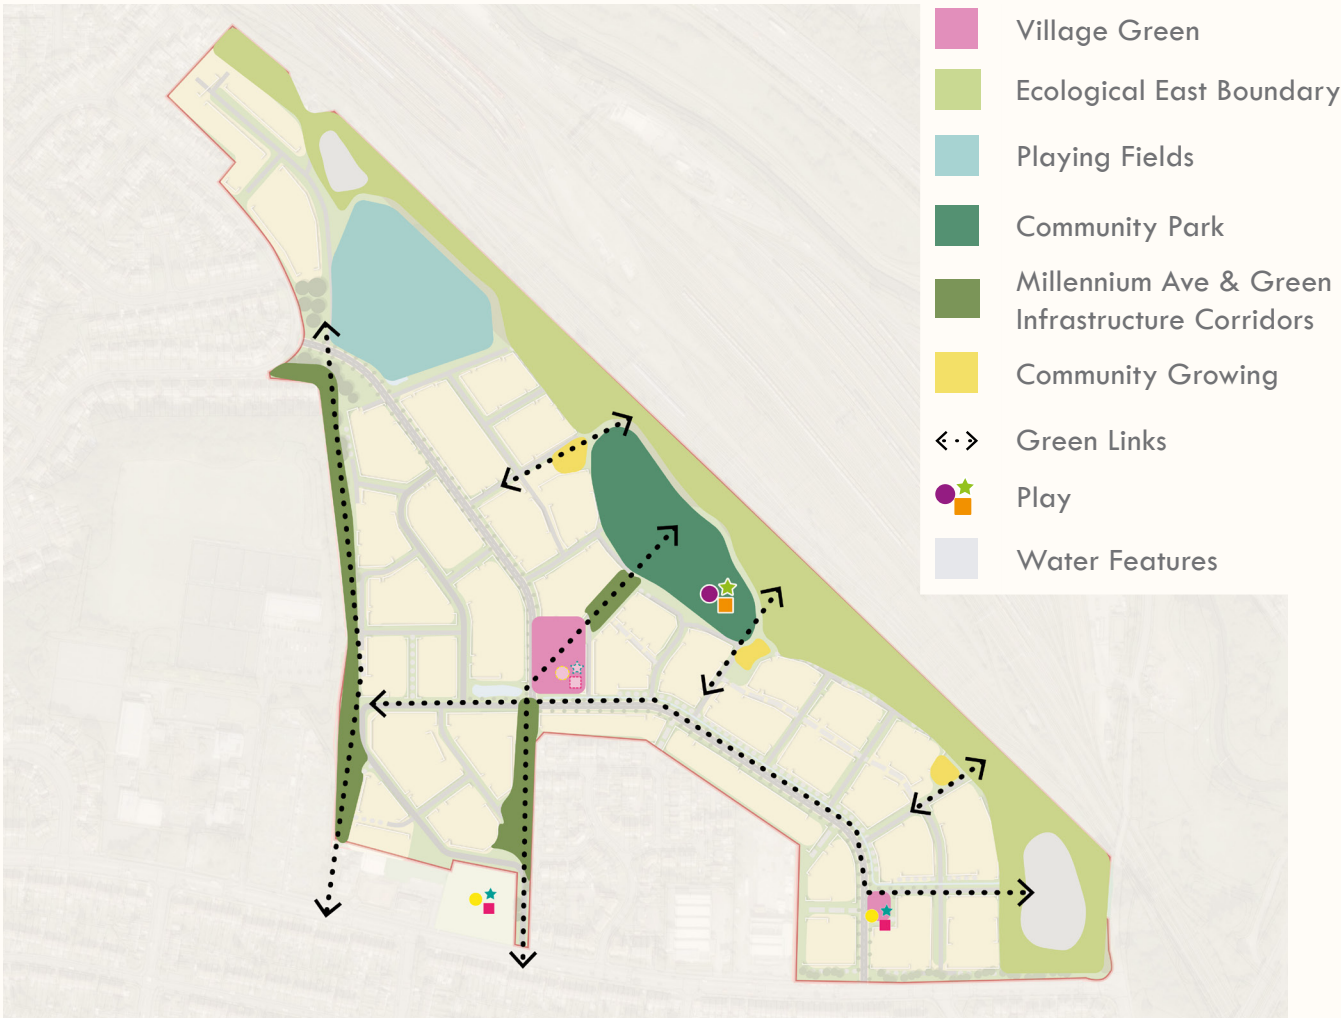 Village Green
Ecological East Boundary
Playing Fields
Community Park
Millennium Ave & Green
Infrastructure Corridors
Community Growing
Green Links
Play
Water Features